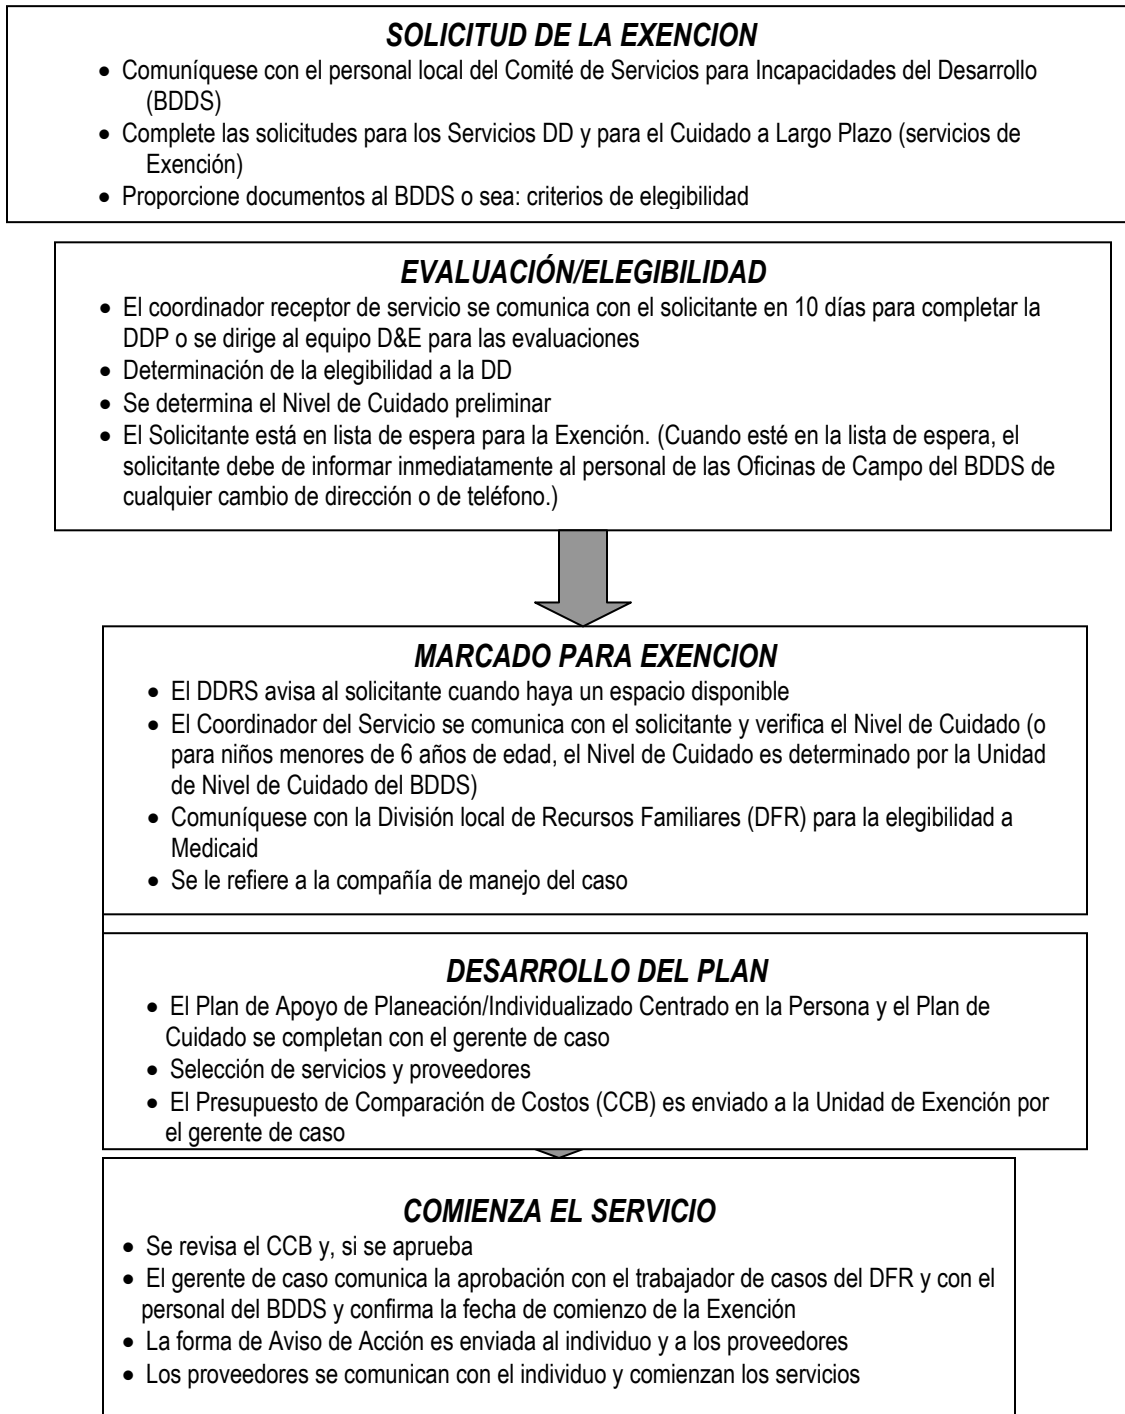 SOLICITUD DE LA EXENCION
• Comuníquese con el personal local del Comité de Servicios para Incapacidades del Desarrollo
(BDDS)
• Complete las solicitudes para los Servicios DD y para el Cuidado a Largo Plazo (servicios de
Exención)
• Proporcione documentos al BDDS o sea: criterios de elegibilidad
EVALUACIÓN/ELEGIBILIDAD
• El coordinador receptor de servicio se comunica con el solicitante en 10 días para completar la
DDP o se dirige al equipo D&E para las evaluaciones
• Determinación de la elegibilidad a la DD
• Se determina el Nivel de Cuidado preliminar
• El Solicitante está en lista de espera para la Exención. (Cuando esté en la lista de espera, el
solicitante debe de informar inmediatamente al personal de las Oficinas de Campo del BDDS de
cualquier cambio de dirección o de teléfono.)
MARCADO PARA EXENCION
• El DDRS avisa al solicitante cuando haya un espacio disponible
• El Coordinador del Servicio se comunica con el solicitante y verifica el Nivel de Cuidado (o
para niños menores de 6 años de edad, el Nivel de Cuidado es determinado por la Unidad
de Nivel de Cuidado del BDDS)
• Comuníquese con la División local de Recursos Familiares (DFR) para la elegibilidad a
Medicaid
• Se le refiere a la compañía de manejo del caso
DESARROLLO DEL PLAN
• El Plan de Apoyo de Planeación/Individualizado Centrado en la Persona y el Plan de
Cuidado se completan con el gerente de caso
• Selección de servicios y proveedores
• El Presupuesto de Comparación de Costos (CCB) es enviado a la Unidad de Exención por
el gerente de caso
COMIENZA EL SERVICIO
• Se revisa el CCB y, si se aprueba
• El gerente de caso comunica la aprobación con el trabajador de casos del DFR y con el
personal del BDDS y confirma la fecha de comienzo de la Exención
• La forma de Aviso de Acción es enviada al individuo y a los proveedores
• Los proveedores se comunican con el individuo y comienzan los servicios